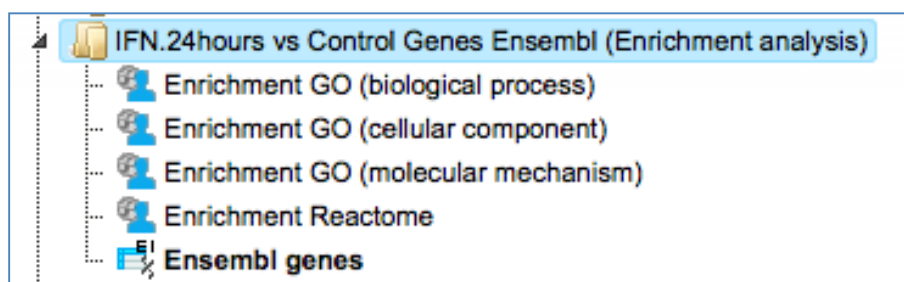 IFN.24hours vs Control Genes Ensembl (Enrichment analysis)
Enrichment GO (biological process)
Enrichment GO (cellular component)
Enrichment GO (molecular mechanism)
Enrichment Reactome
Ensembl genes